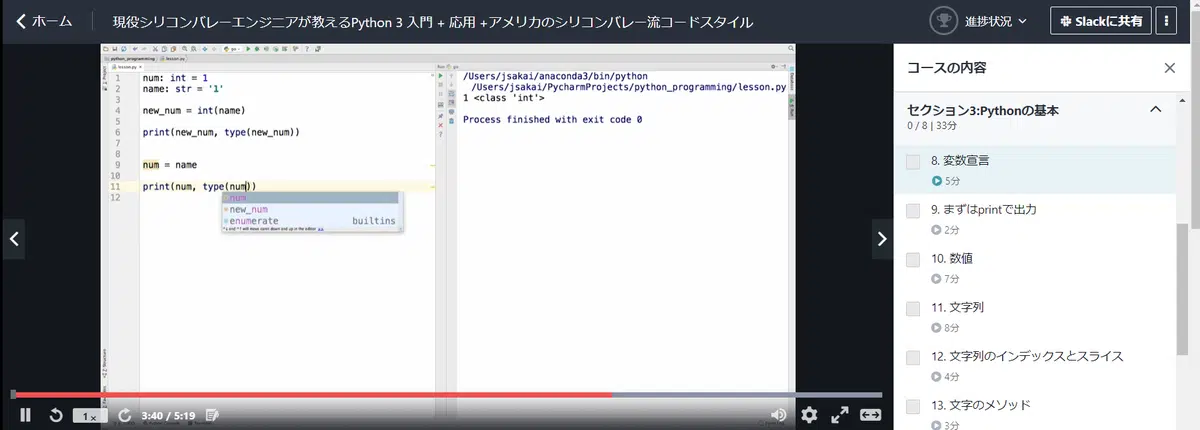 ホーム
現役シリコンバレーエンジニアが教えるPython 3 入門 + 応用 +アメリカのシリコンバレー流コードスタイル
進捗状況
Slackに共有
python_programming
lesson.py
lesson.py
1 num: int = 1
2 name: str = '1'
3
4 new_num = int(name)
5
6 print(new_num, type(new_num))
7
8
9 num = name
10
11 print(num, type(num))
12
num
new_num
enumerate builtins
/Users/jsakai/anaconda3/bin/python
/Users/jsakai/PycharmProjects/python_programming/lesson.py
1 <class 'int'>
Process finished with exit code 0
1 x
3:40 / 5:19
コースの内容
セクション3:Pythonの基本
0 / 8 | 33分
8. 変数宣言
5分
9. まずはprintで出力
2分
10. 数値
7分
11. 文字列
8分
12. 文字列のインデックスとスライス
4分
13. 文字のメソッド
3分